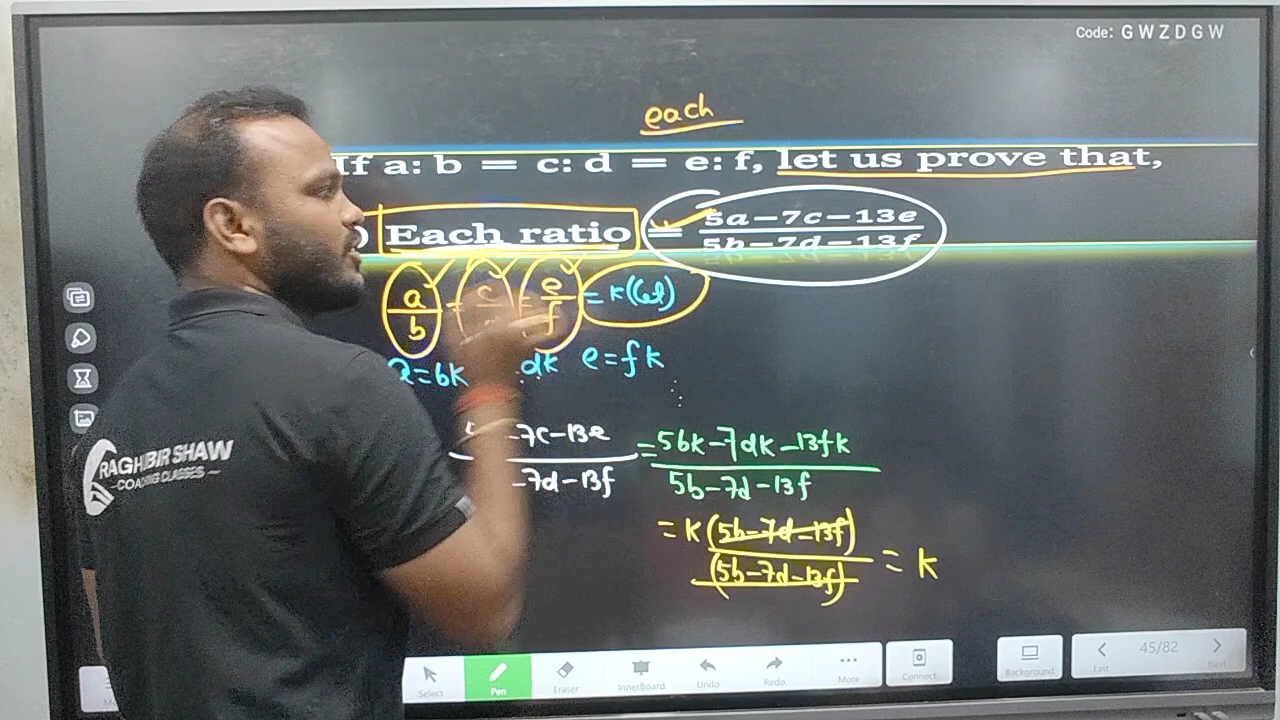 Code: G W Z D G W
each
If a: b = c: d = e: f, let us prove that,
) Each ratio = 5a-7c-13e / 5b-7d-13f
a/b = c = e/f = k(let)
a=bk dk e=fk
-7c-13e / -7d-13f = 5bk-7dk-13fk / 5b-7d-13f
= k(5b-7d-13f) / (5b-7d-13f) = k
RAGHUBIR SHAW
COACHING CLASSES
Select Pen Eraser InnerBoard Undo Redo More Connect Background Last 45/82 Next